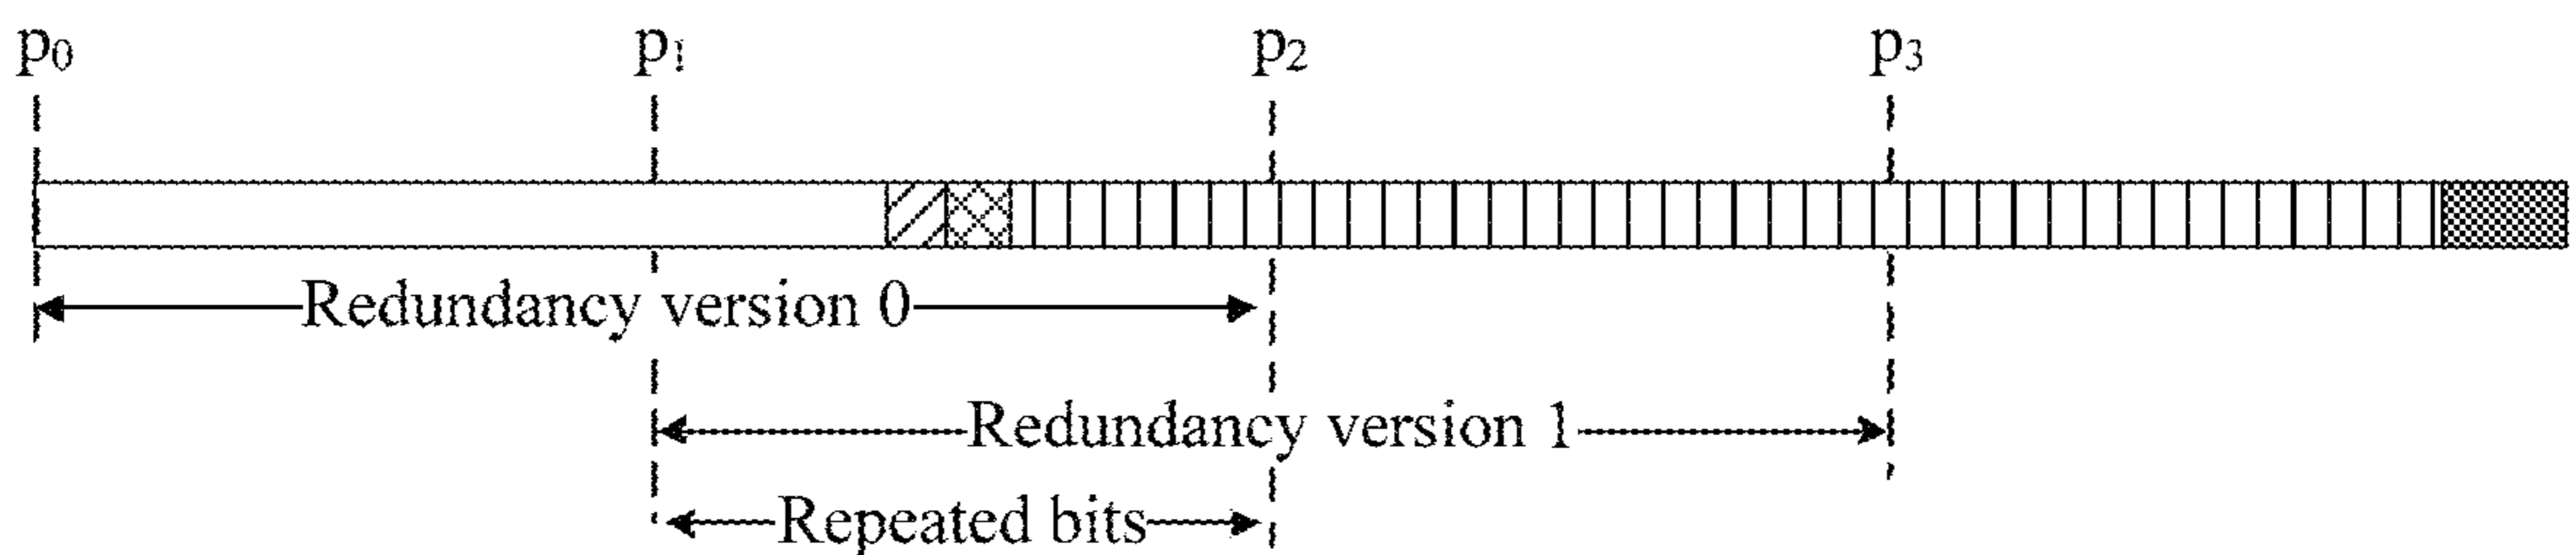 p₀ p₁ p₂ p₃
Redundancy version 0
Redundancy version 1
Repeated bits